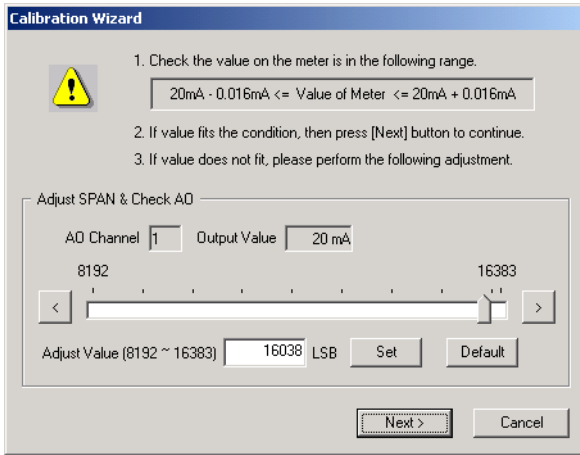 Calibration Wizard
1. Check the value on the meter is in the following range.
20mA - 0.016mA <= Value of Meter <= 20mA + 0.016mA
2. If value fits the condition, then press [Next] button to continue.
3. If value does not fit, please perform the following adjustment.
Adjust SPAN & Check AO
AO Channel 1 Output Value 20 mA
8192 16383
< >
Adjust Value (8192 ~ 16383) 16038 LSB Set Default
Next > Cancel